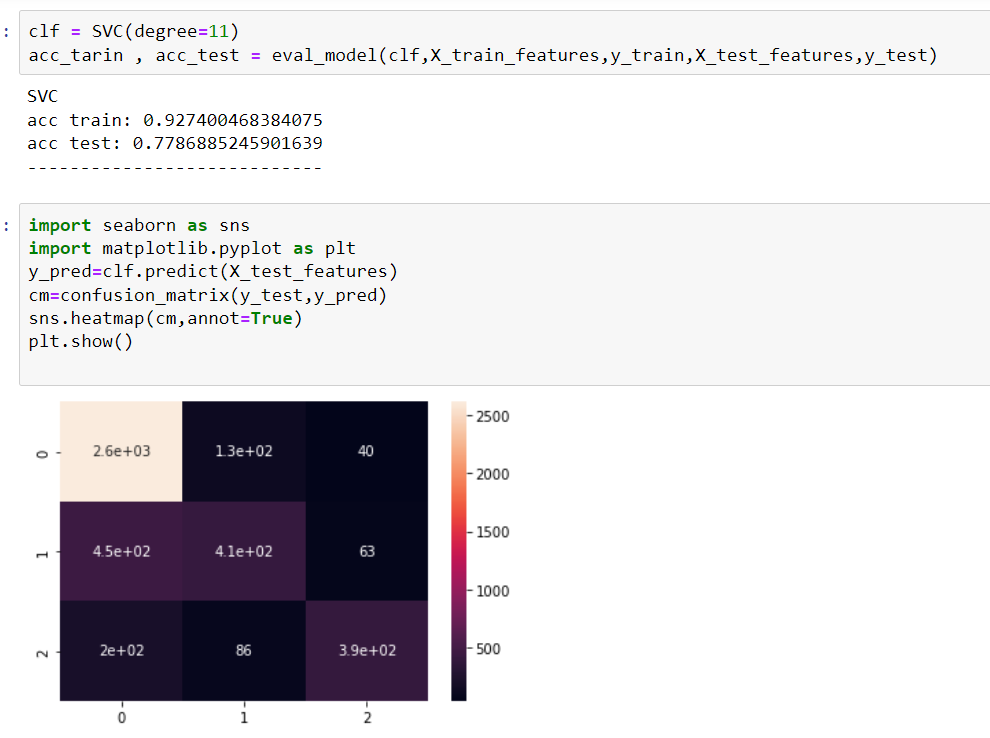 : clf = SVC(degree=11)
acc_tarin , acc_test = eval_model(clf,X_train_features,y_train,X_test_features,y_test)
SVC
acc train: 0.927400468384075
acc test: 0.7786885245901639
----------------------------
: import seaborn as sns
import matplotlib.pyplot as plt
y_pred=clf.predict(X_test_features)
cm=confusion_matrix(y_test,y_pred)
sns.heatmap(cm,annot=True)
plt.show()
0 2.6e+03 1.3e+02 40
1 4.5e+02 4.1e+02 63
2 2e+02 86 3.9e+02
0 1 2
2500
2000
1500
1000
500